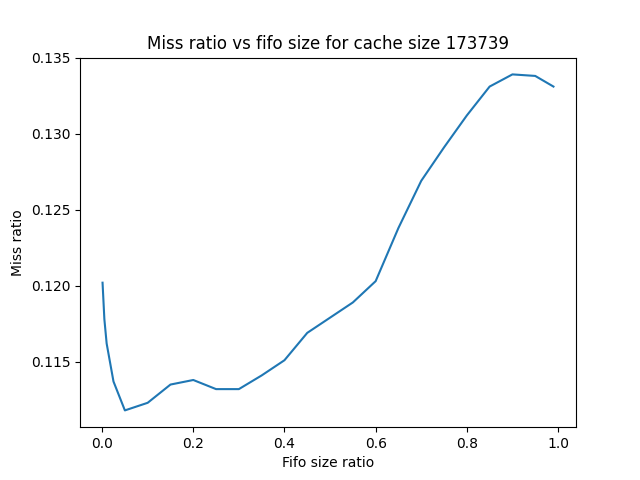 Miss ratio vs fifo size for cache size 173739
0.135
0.130
0.125
0.120
0.115
Miss ratio
0.0 0.2 0.4 0.6 0.8 1.0
Fifo size ratio